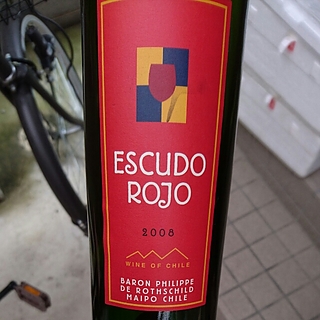 ESCUDO
ROJO
2008
WINE OF CHILE
BARON PHILIPPE
DE ROTHSCHILD
MAIPO CHILE